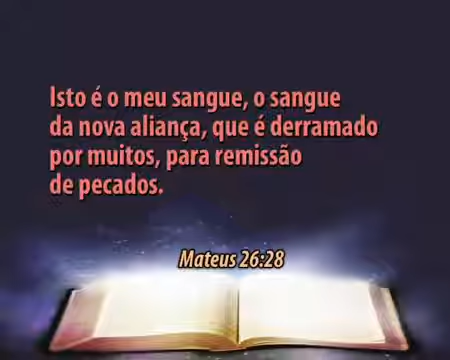 Isto é o meu sangue, o sangue
da nova aliança, que é derramado
por muitos, para remissão
de pecados.
Mateus 26:28